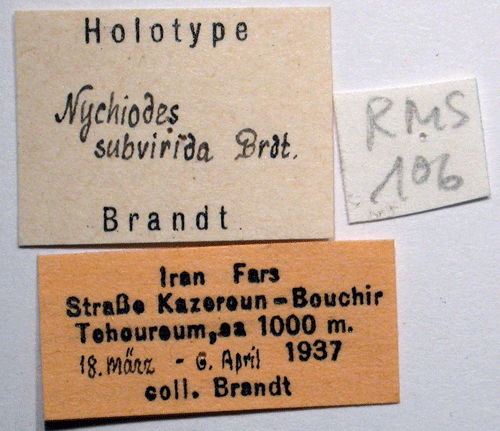 Holotype
Nychiodes
subvirida Brdt.
Brandt
RMS
106
Iran Fars
Straße Kazeroun-Bouchir
Tchouroum, ca 1000 m.
18. März - 6. April 1937
coll. Brandt